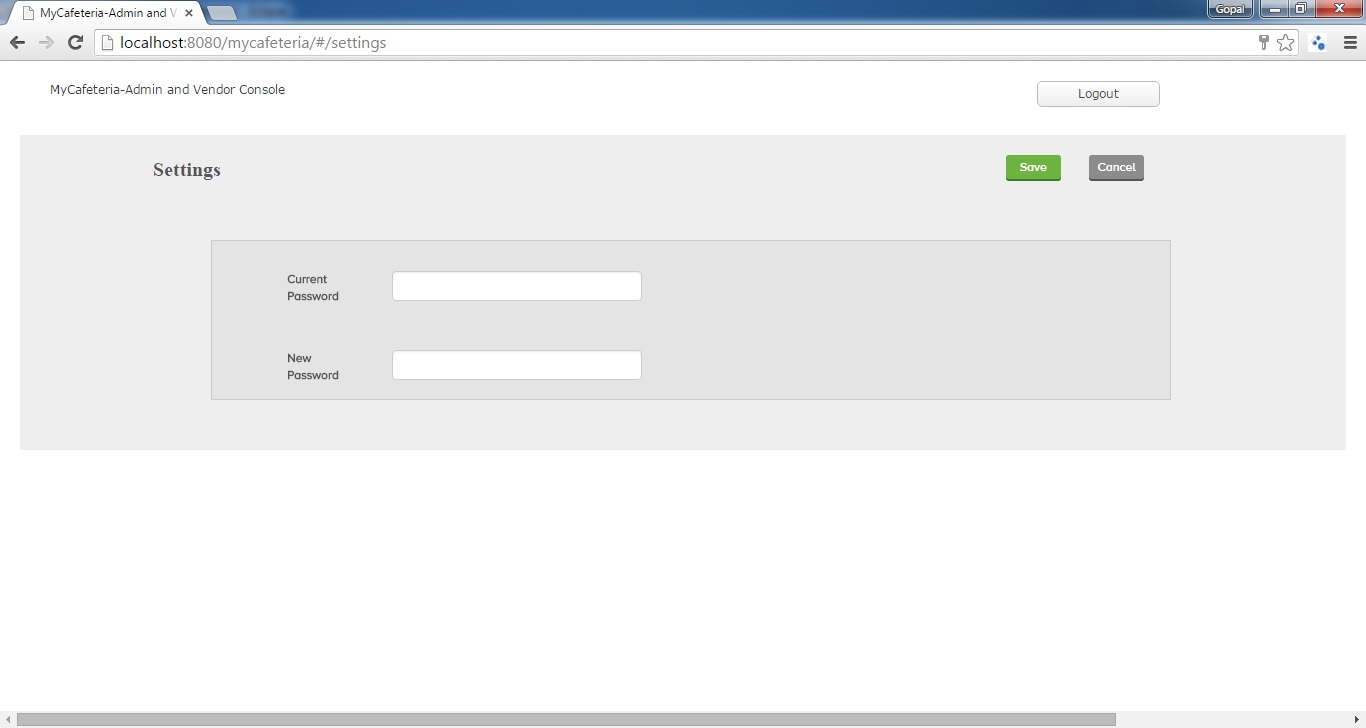 MyCafeteria-Admin and V
Gopal
localhost:8080/mycafeteria/#/settings
MyCafeteria-Admin and Vendor Console
Logout
Settings
Save
Cancel
Current
Password
New
Password